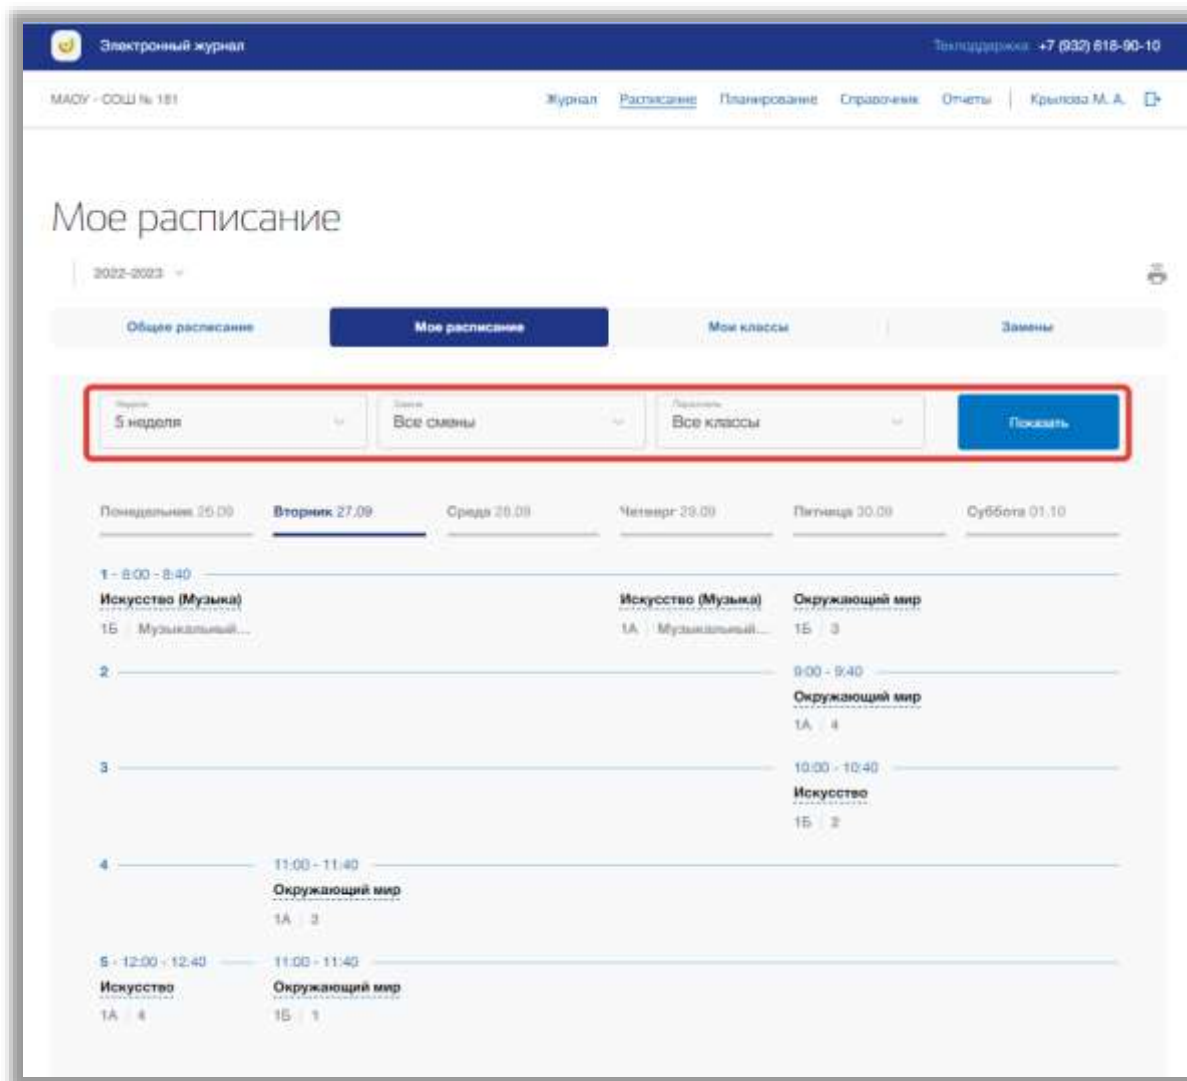 Электронный журнал
Техподдержка +7 (932) 618-90-10
МАОУ - СОШ № 181
Журнал Расписание Планирование Справочник Отчеты Крылова М. А.
Мое расписание
2022-2023
Общее расписание Мое расписание Мои классы Замены
Неделя Смена Параллель
5 неделя Все смены Все классы Показать
Понедельник 26.09 Вторник 27.09 Среда 28.09 Четверг 29.09 Пятница 30.09 Суббота 01.10
1 - 8:00 - 8:40
Искусство (Музыка) Искусство (Музыка) Окружающий мир
1Б Музыкальный... 1А Музыкальный... 1Б 3
2 9:00 - 9:40
Окружающий мир
1А 4
3 10:00 - 10:40
Искусство
1Б 2
4 11:00 - 11:40
Окружающий мир
1А 3
5 - 12:00 - 12:40 11:00 - 11:40
Искусство Окружающий мир
1А 4 1Б 1